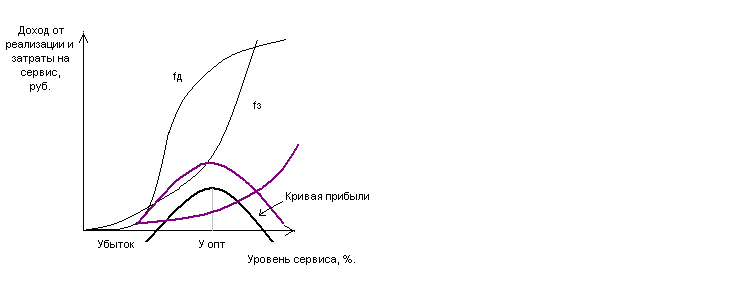 Доход от
реализации и
затраты на
сервис,
руб.
fд
fз
Кривая прибыли
Убыток
У опт
Уровень сервиса, %.